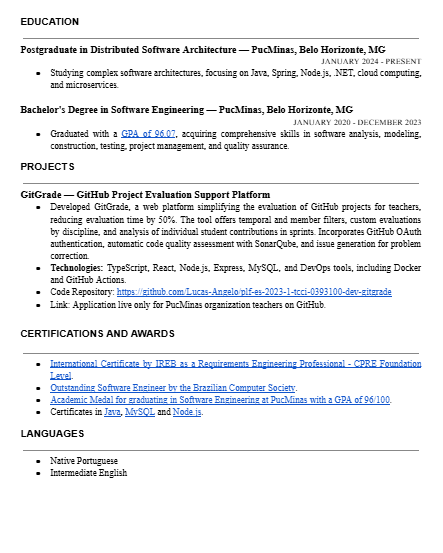 EDUCATION
Postgraduate in Distributed Software Architecture — PucMinas, Belo Horizonte, MG
JANUARY 2024 - PRESENT
Studying complex software architectures, focusing on Java, Spring, Node.js, .NET, cloud computing,
and microservices.
Bachelor's Degree in Software Engineering — PucMinas, Belo Horizonte, MG
JANUARY 2020 - DECEMBER 2023
Graduated with a GPA of 96.07, acquiring comprehensive skills in software analysis, modeling,
construction, testing, project management, and quality assurance.
PROJECTS
GitGrade — GitHub Project Evaluation Support Platform
Developed GitGrade, a web platform simplifying the evaluation of GitHub projects for teachers,
reducing evaluation time by 50%. The tool offers temporal and member filters, custom evaluations
by discipline, and analysis of individual student contributions in sprints. Incorporates GitHub OAuth
authentication, automatic code quality assessment with SonarQube, and issue generation for problem
correction.
Technologies: TypeScript, React, Node.js, Express, MySQL, and DevOps tools, including Docker
and GitHub Actions.
Code Repository: https://github.com/Lucas-Angelo/plf-es-2023-1-tcci-0393100-dev-gitgrade
Link: Application live only for PucMinas organization teachers on GitHub.
CERTIFICATIONS AND AWARDS
International Certificate by IREB as a Requirements Engineering Professional - CPRE Foundation
Level.
Outstanding Software Engineer by the Brazilian Computer Society.
Academic Medal for graduating in Software Engineering at PucMinas with a GPA of 96/100.
Certificates in Java, MySQL and Node.js.
LANGUAGES
Native Portuguese
Intermediate English